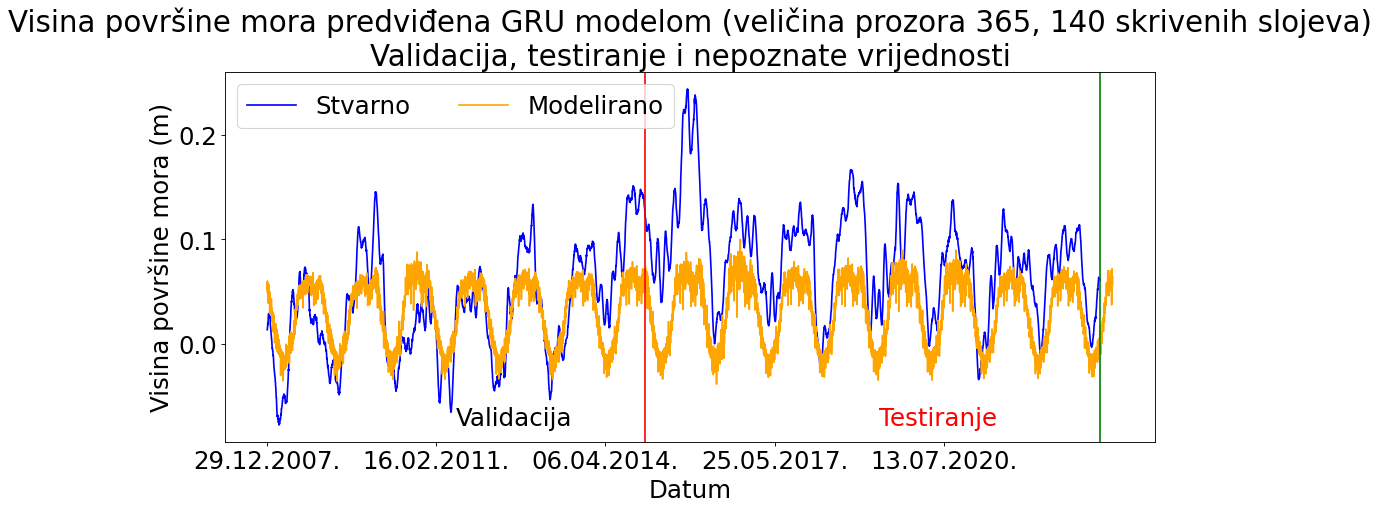 Visina površine mora predviđena GRU modelom (veličina prozora 365, 140 skrivenih slojeva)
Validacija, testiranje i nepoznate vrijednosti
Stvarno
Modelirano
Visina površine mora (m)
0.2
0.1
0.0
Validacija
Testiranje
29.12.2007.
16.02.2011.
06.04.2014.
25.05.2017.
13.07.2020.
Datum